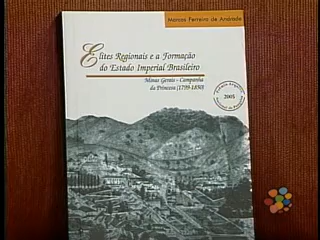 Marcos Ferreira de Andrade
Elites Regionais e a Formação
do Estado Imperial Brasileiro
Minas Gerais - Campanha
da Princesa (1799-1850)
2005